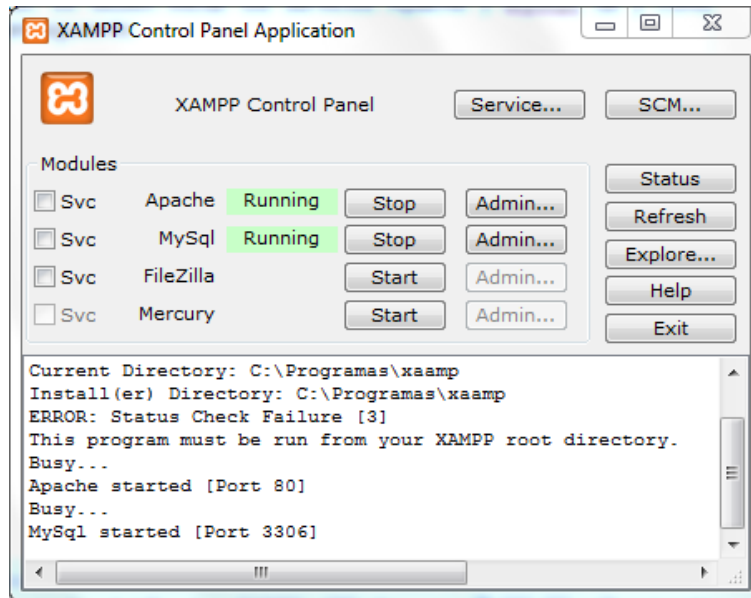 XAMPP Control Panel Application
XAMPP Control Panel
Service...
SCM...
Modules
Svc Apache Running Stop Admin...
Svc MySql Running Stop Admin...
Svc FileZilla Start Admin...
Svc Mercury Start Admin...
Status
Refresh
Explore...
Help
Exit
Current Directory: C:\Programas\xaamp
Install(er) Directory: C:\Programas\xaamp
ERROR: Status Check Failure [3]
This program must be run from your XAMPP root directory.
Busy...
Apache started [Port 80]
Busy...
MySql started [Port 3306]